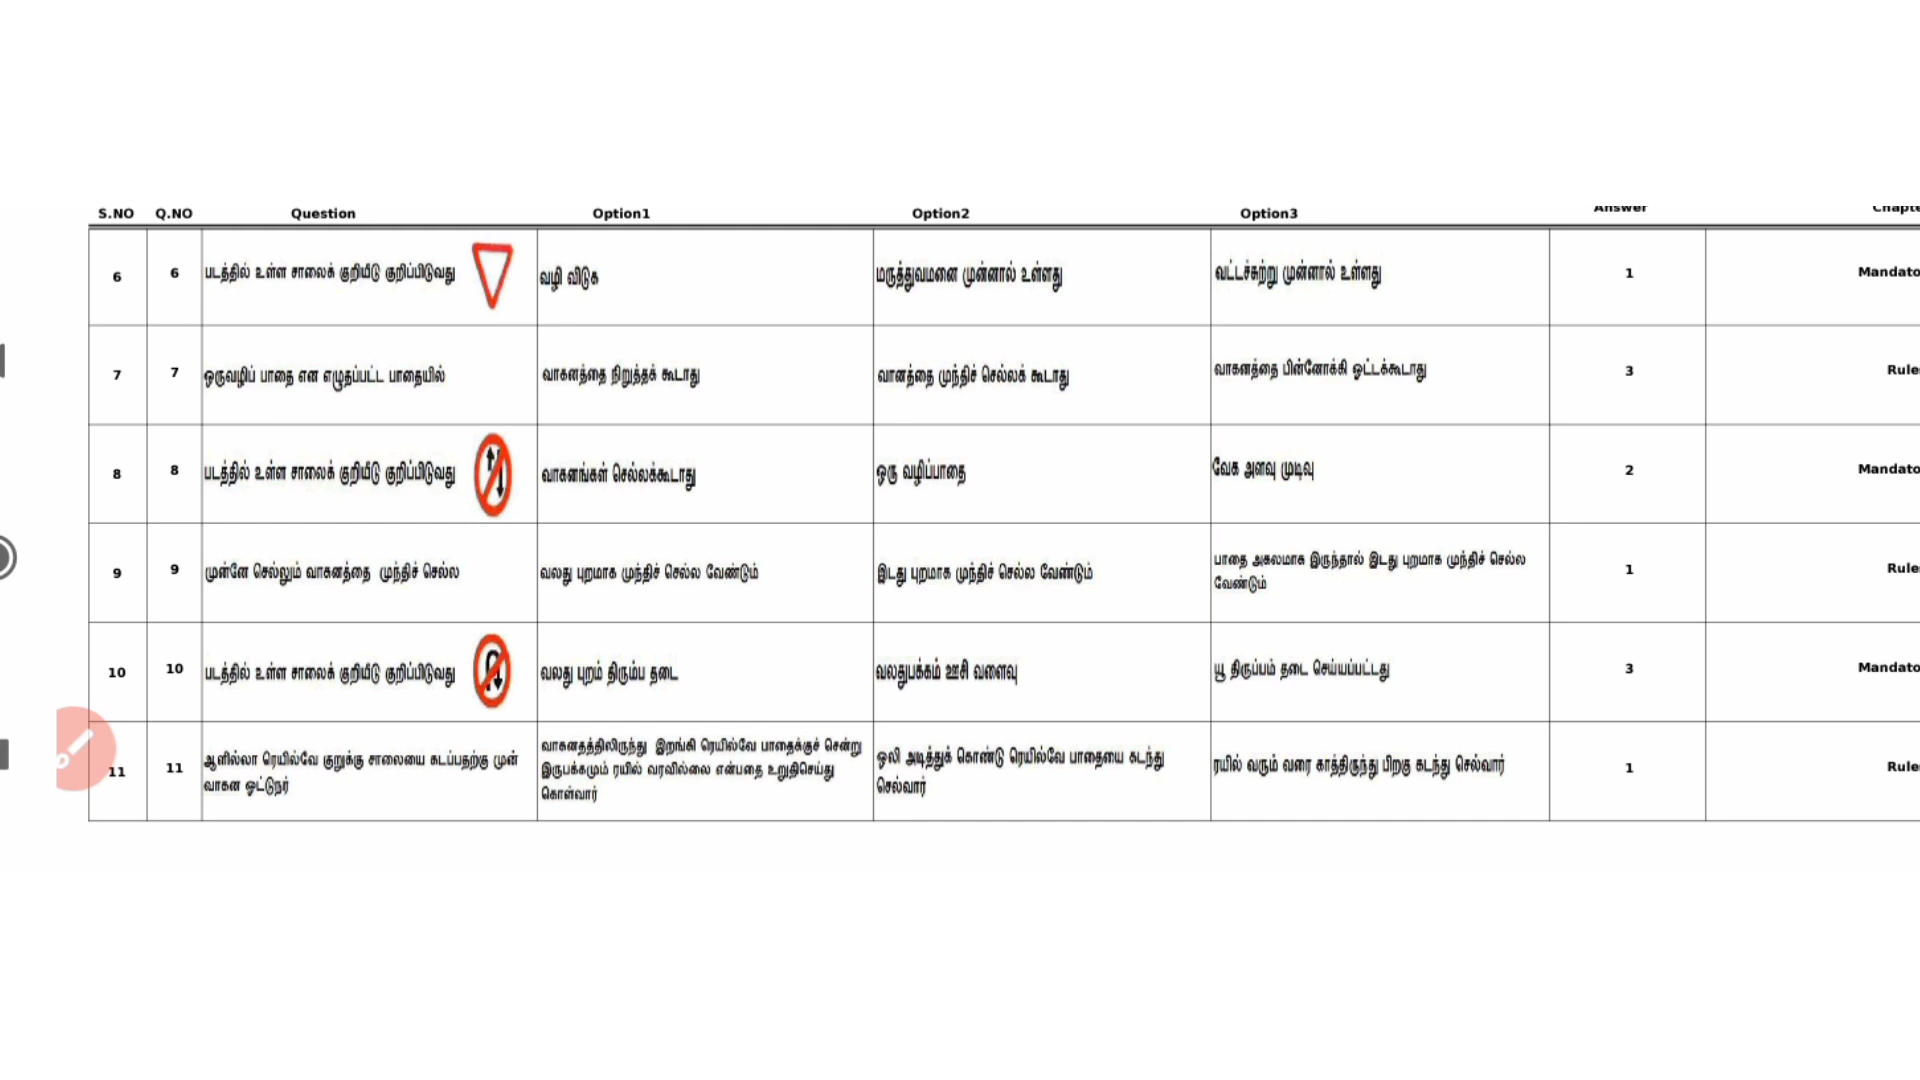 S.NO Q.NO Question Option1 Option2 Option3 Answer
6 6 படத்தில் உள்ள சாலைக் குறியீடு குறிப்பிடுவது வழி விடுக மருத்துவமனை முன்னால் உள்ளது வட்டச்சுற்று முன்னால் உள்ளது 1 Mandato
7 7 ஒருவழிப் பாதை என எழுதப்பட்ட பாதையில் வாகனத்தை நிறுத்தக் கூடாது வானத்தை முந்திச் செல்லக் கூடாது வாகனத்தை பின்னோக்கி ஓட்டக்கூடாது 3 Rule
8 8 படத்தில் உள்ள சாலைக் குறியீடு குறிப்பிடுவது வாகனங்கள் செல்லக்கூடாது ஒரு வழிப்பாதை வேக அளவு முடிவு 2 Mandato
9 9 முன்னே செல்லும் வாகனத்தை முந்திச் செல்ல வலது புறமாக முந்திச் செல்ல வேண்டும் இடது புறமாக முந்திச் செல்ல வேண்டும் பாதை அகலமாக இருந்தால் இடது புறமாக முந்திச் செல்ல
வேண்டும் 1 Rule
10 10 படத்தில் உள்ள சாலைக் குறியீடு குறிப்பிடுவது வலது புறம் திரும்ப தடை வலதுபக்கம் ஊசி வளைவு யூ திருப்பம் தடை செய்யப்பட்டது 3 Mandato
11 11 ஆளில்லா ரெயில்வே குறுக்கு சாலையை கடப்பதற்கு முன்
வாகன ஓட்டுநர்
வாகனதத்திலிருந்து இறங்கி ரெயில்வே பாதைக்குச் சென்று
இருபக்கமும் ரயில் வரவில்லை என்பதை உறுதிசெய்து
கொள்வார்
ஒலி அடித்துக் கொண்டு ரெயில்வே பாதையை கடந்து
செல்வார்
ரயில் வரும் வரை காத்திருந்து பிறகு கடந்து செல்வார் 1 Rule